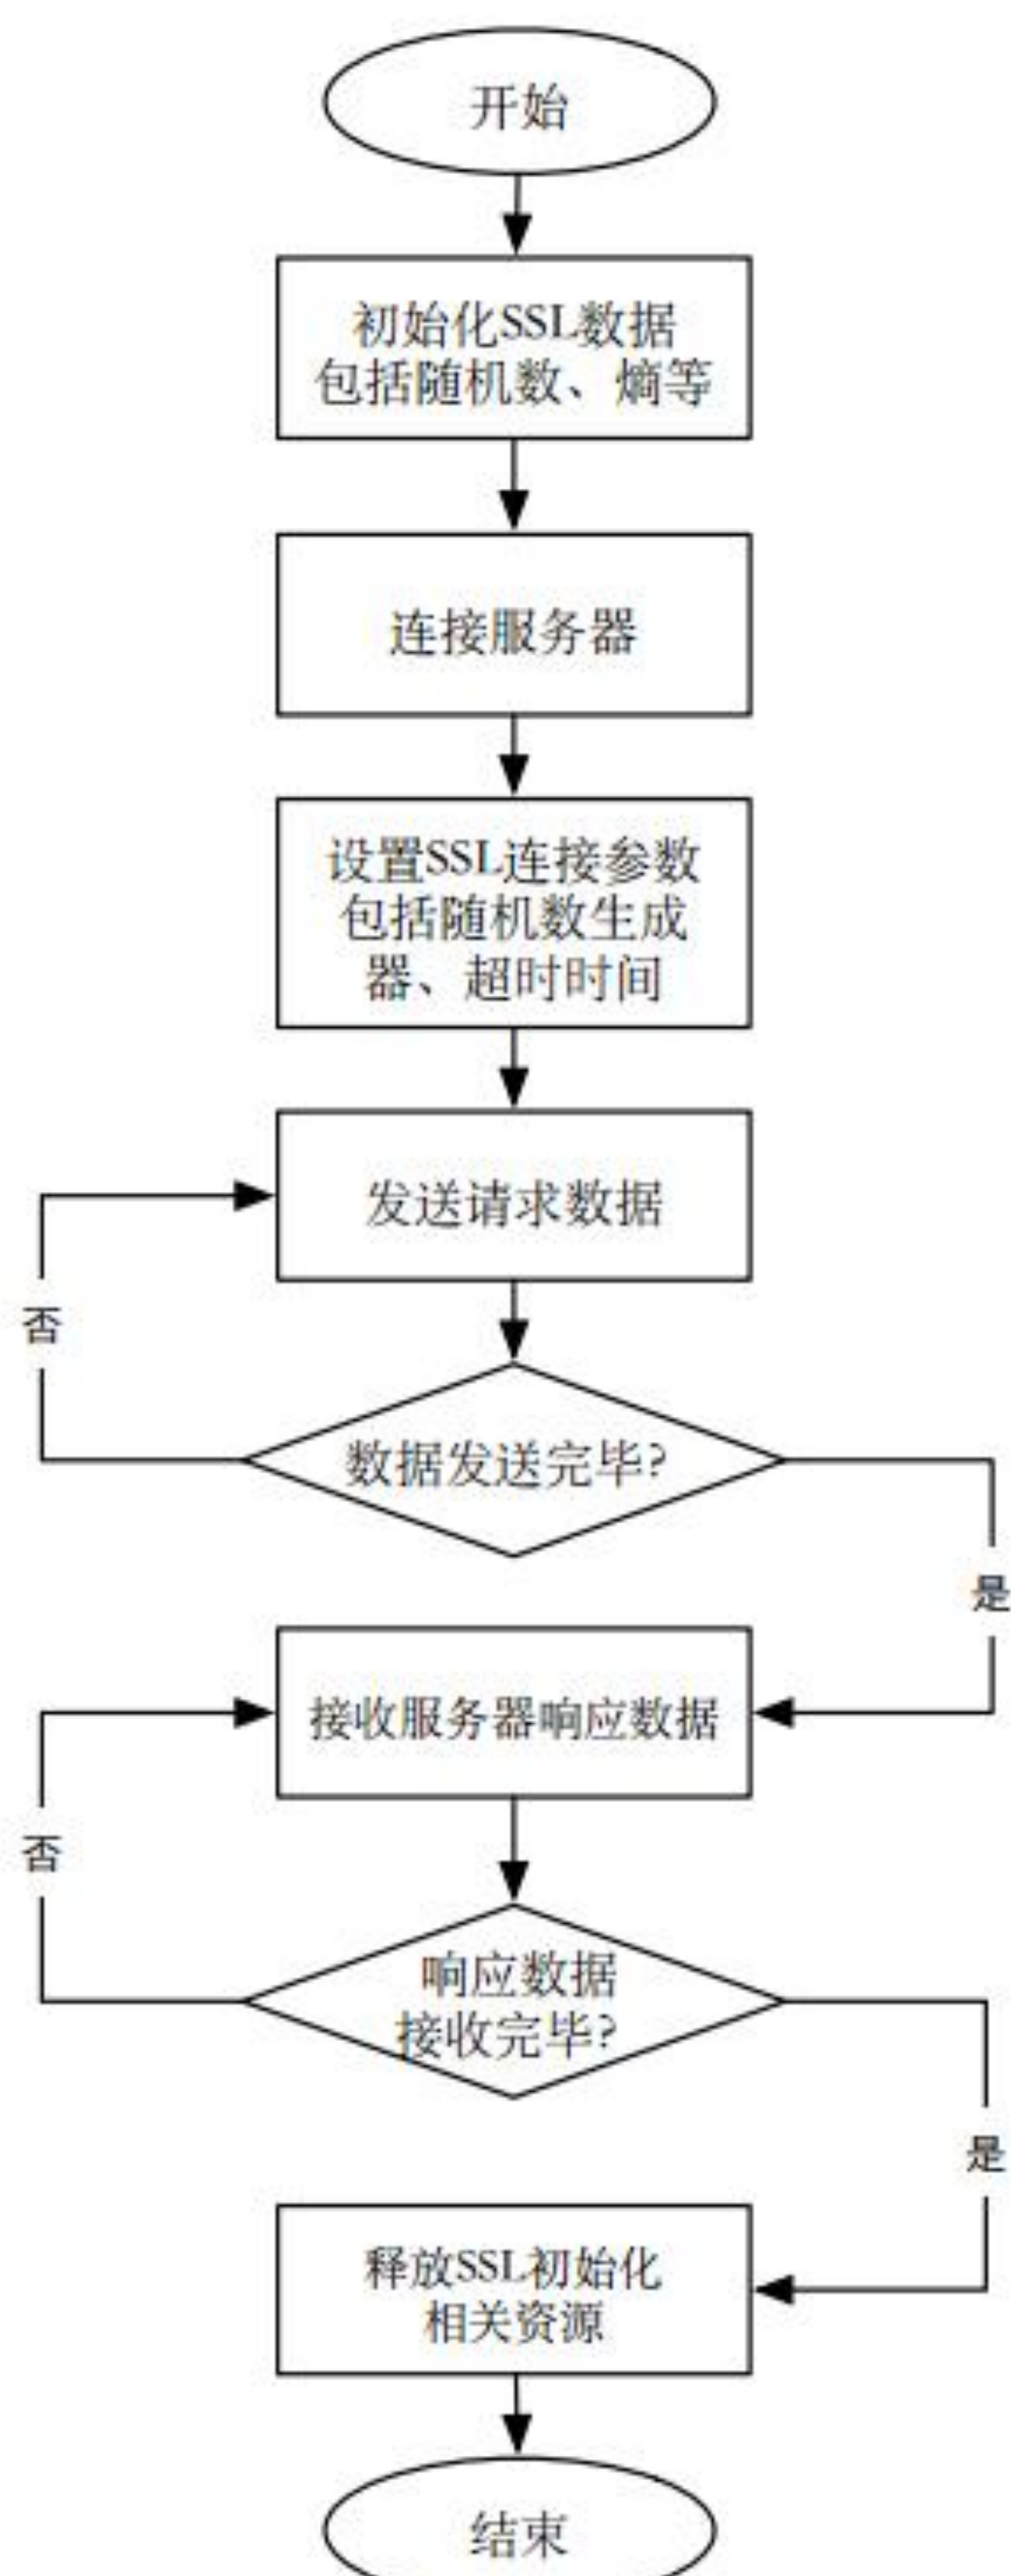 开始
初始化SSL数据
包括随机数、熵等
连接服务器
设置SSL连接参数
包括随机数生成
器、超时时间
发送请求数据
否
数据发送完毕?
是
接收服务器响应数据
否
响应数据
接收完毕?
是
释放SSL初始化
相关资源
结束